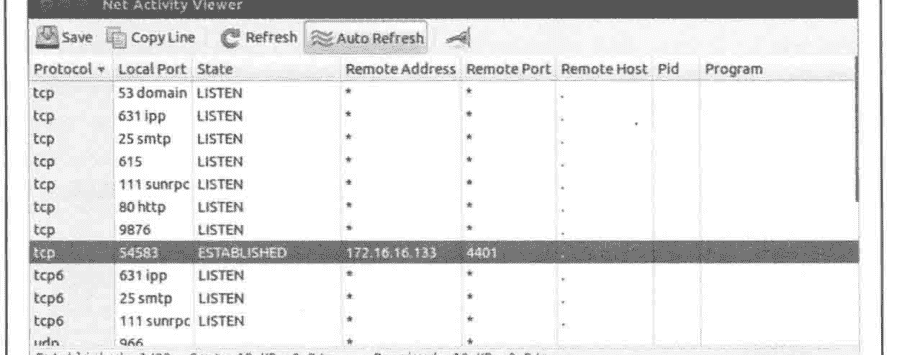 Net Activity Viewer
Save Copy Line Refresh Auto Refresh
Protocol Local Port State Remote Address Remote Port Remote Host Pid Program
tcp 53 domain LISTEN * * .
tcp 631 ipp LISTEN * * .
tcp 25 smtp LISTEN * * .
tcp 615 LISTEN * * .
tcp 111 sunrpc LISTEN * * .
tcp 80 http LISTEN * * .
tcp 9876 LISTEN * * .
tcp 54583 ESTABLISHED 172.16.16.133 4401 .
tcp6 631 ipp LISTEN * * .
tcp6 25 smtp LISTEN * * .
tcp6 111 sunrpc LISTEN * * .
udp 966